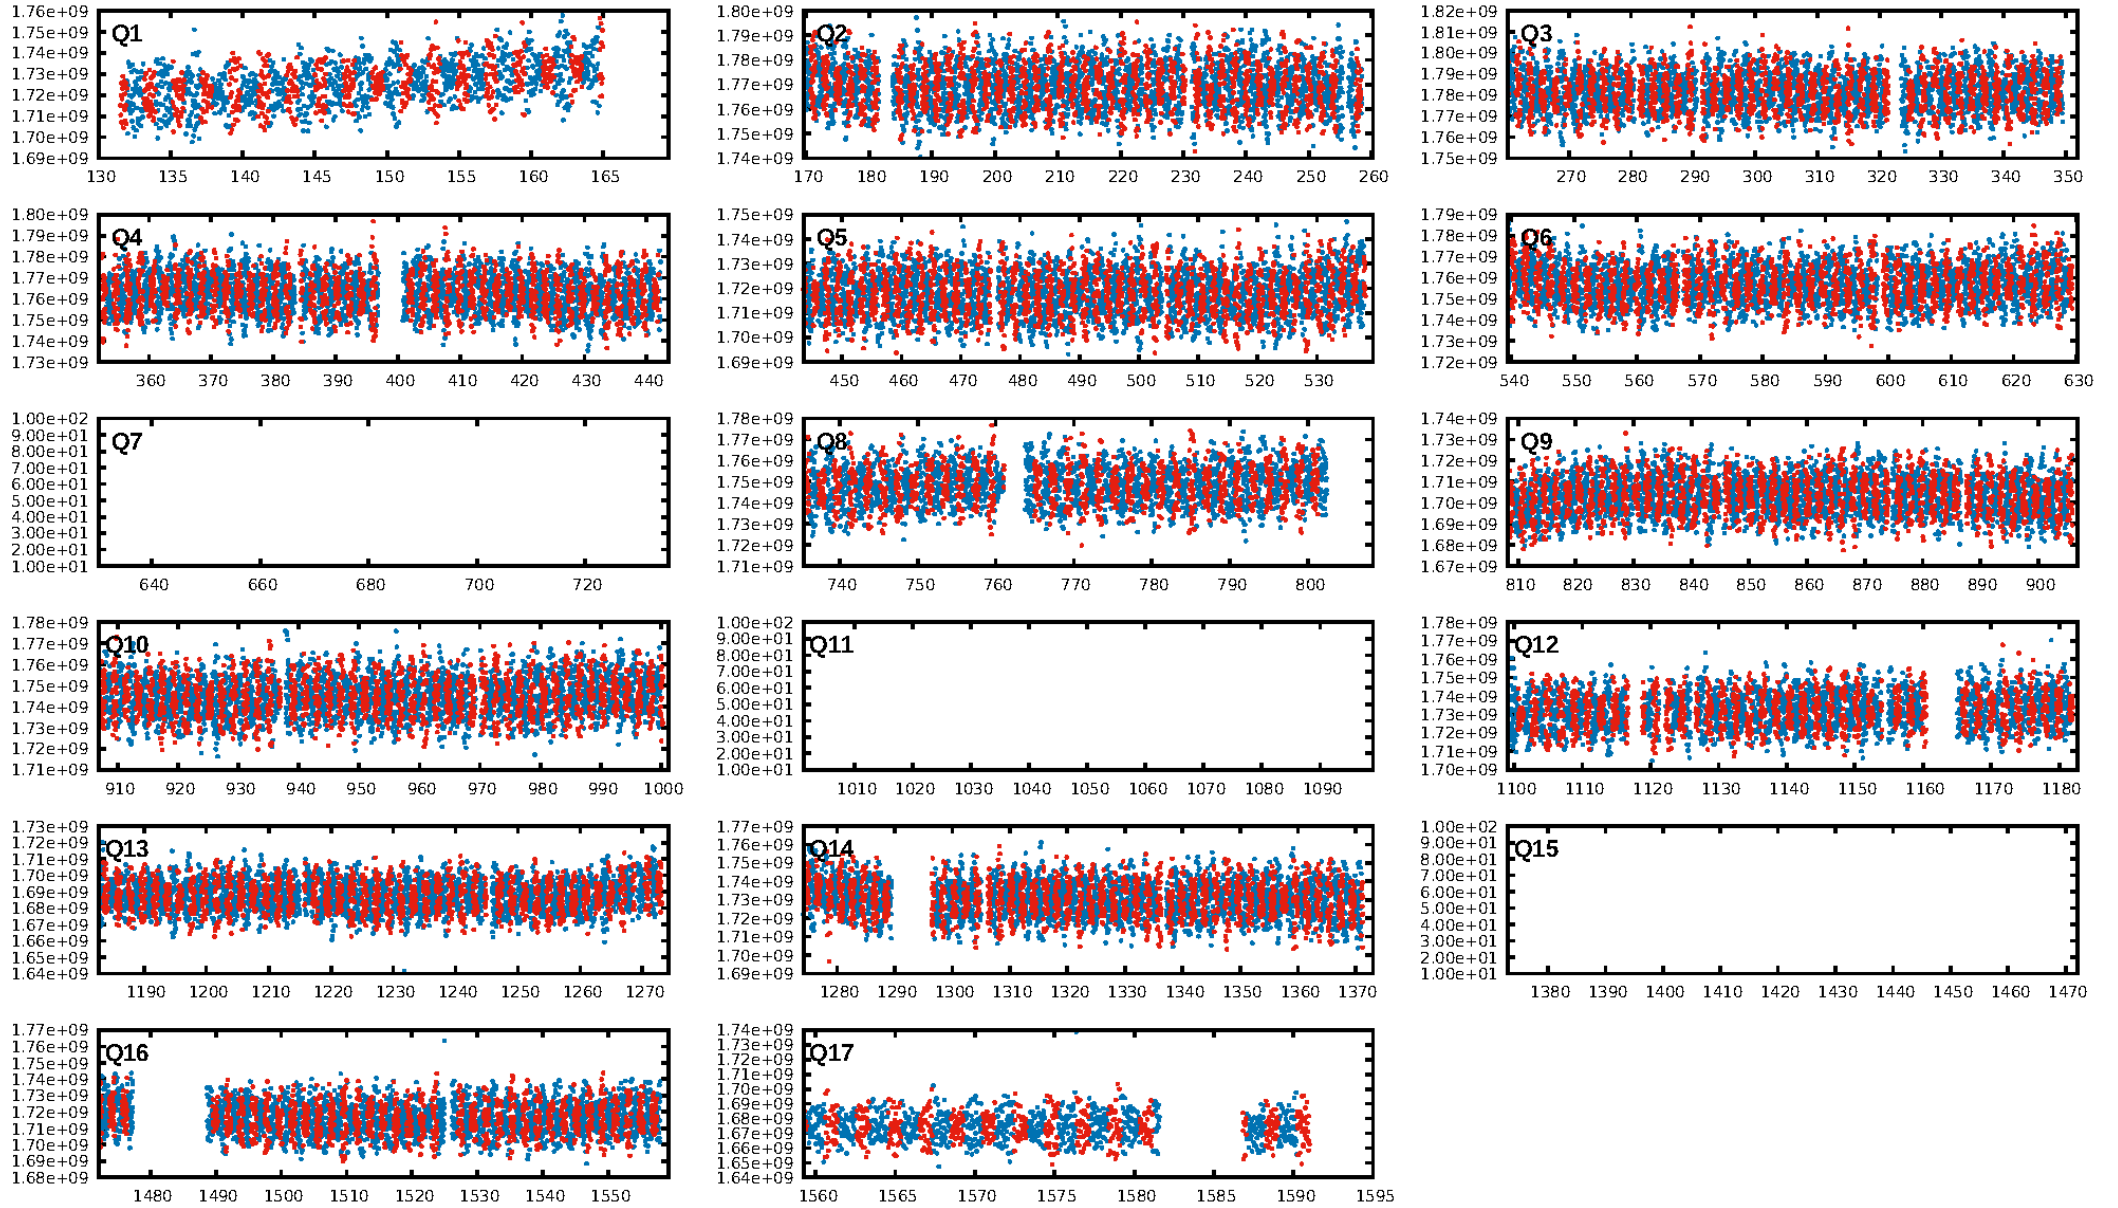 1.76e+09
Q1
1.75e+09
1.74e+09
1.73e+09
1.72e+09
1.71e+09
1.70e+09
1.69e+09
130 135 140 145 150 155 160 165
1.80e+09
Q2
1.79e+09
1.78e+09
1.77e+09
1.76e+09
1.75e+09
1.74e+09
170 180 190 200 210 220 230 240 250 260
1.82e+09
Q3
1.81e+09
1.80e+09
1.79e+09
1.78e+09
1.77e+09
1.76e+09
1.75e+09
270 280 290 300 310 320 330 340 350
1.80e+09
Q4
1.79e+09
1.78e+09
1.77e+09
1.76e+09
1.75e+09
1.74e+09
1.73e+09
360 370 380 390 400 410 420 430 440
1.75e+09
Q5
1.74e+09
1.73e+09
1.72e+09
1.71e+09
1.70e+09
1.69e+09
450 460 470 480 490 500 510 520 530
1.79e+09
Q6
1.78e+09
1.77e+09
1.76e+09
1.75e+09
1.74e+09
1.73e+09
1.72e+09
540 550 560 570 580 590 600 610 620 630
1.00e+02
Q7
9.00e+01
8.00e+01
7.00e+01
6.00e+01
5.00e+01
4.00e+01
3.00e+01
2.00e+01
1.00e+01
640 660 680 700 720
1.78e+09
Q8
1.77e+09
1.76e+09
1.75e+09
1.74e+09
1.73e+09
1.72e+09
1.71e+09
740 750 760 770 780 790 800
1.74e+09
Q9
1.73e+09
1.72e+09
1.71e+09
1.70e+09
1.69e+09
1.68e+09
1.67e+09
810 820 830 840 850 860 870 880 890 900
1.78e+09
Q10
1.77e+09
1.76e+09
1.75e+09
1.74e+09
1.73e+09
1.72e+09
1.71e+09
910 920 930 940 950 960 970 980 990 1000
1.00e+02
Q11
9.00e+01
8.00e+01
7.00e+01
6.00e+01
5.00e+01
4.00e+01
3.00e+01
2.00e+01
1.00e+01
1010 1020 1030 1040 1050 1060 1070 1080 1090
1.78e+09
Q12
1.77e+09
1.76e+09
1.75e+09
1.74e+09
1.73e+09
1.72e+09
1.71e+09
1.70e+09
1100 1110 1120 1130 1140 1150 1160 1170 1180
1.73e+09
Q13
1.72e+09
1.71e+09
1.70e+09
1.69e+09
1.68e+09
1.67e+09
1.66e+09
1.65e+09
1.64e+09
1190 1200 1210 1220 1230 1240 1250 1260 1270
1.77e+09
Q14
1.76e+09
1.75e+09
1.74e+09
1.73e+09
1.72e+09
1.71e+09
1.70e+09
1.69e+09
1280 1290 1300 1310 1320 1330 1340 1350 1360 1370
1.00e+02
Q15
9.00e+01
8.00e+01
7.00e+01
6.00e+01
5.00e+01
4.00e+01
3.00e+01
2.00e+01
1.00e+01
1380 1390 1400 1410 1420 1430 1440 1450 1460 1470
1.77e+09
Q16
1.76e+09
1.75e+09
1.74e+09
1.73e+09
1.72e+09
1.71e+09
1.70e+09
1.69e+09
1.68e+09
1480 1490 1500 1510 1520 1530 1540 1550
1.74e+09
Q17
1.73e+09
1.72e+09
1.71e+09
1.70e+09
1.69e+09
1.68e+09
1.67e+09
1.66e+09
1.65e+09
1.64e+09
1560 1565 1570 1575 1580 1585 1590 1595